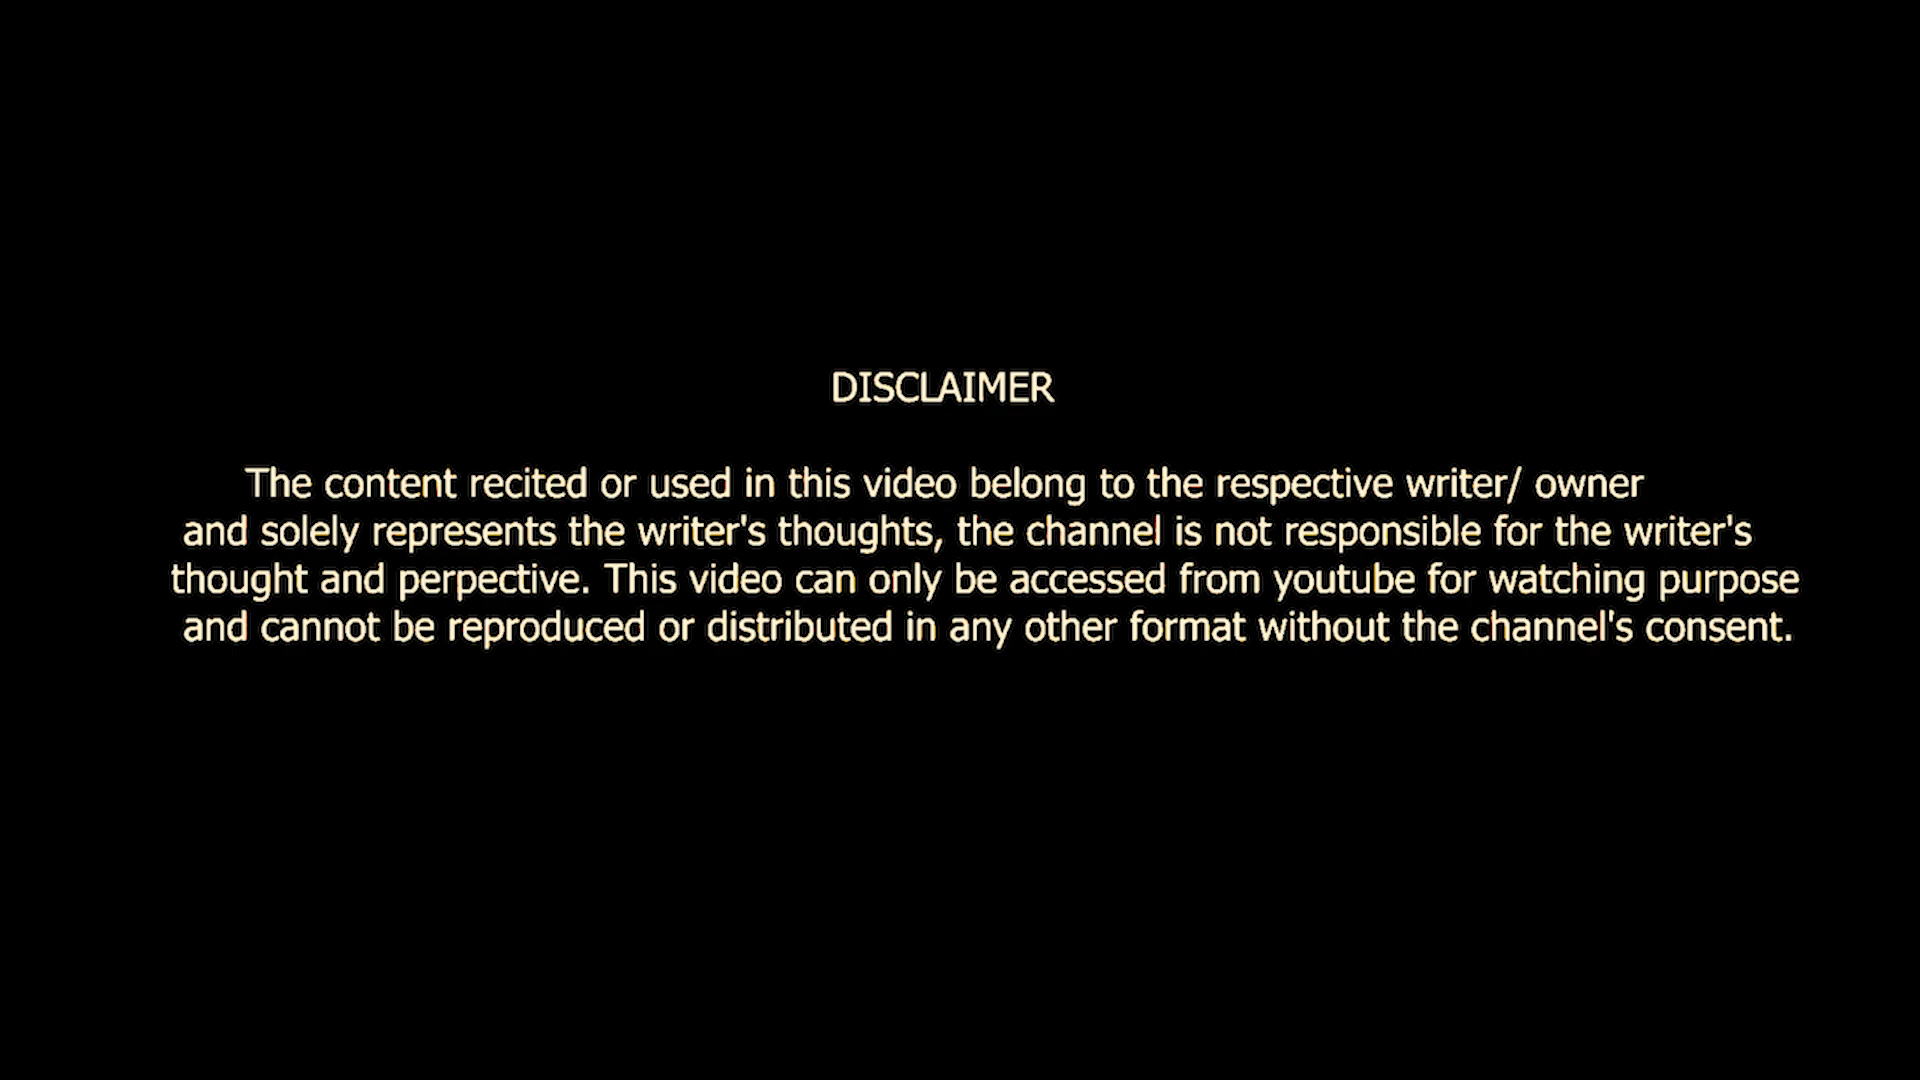 DISCLAIMER
The content recited or used in this video belong to the respective writer/ owner
and solely represents the writer's thoughts, the channel is not responsible for the writer's
thought and perpective. This video can only be accessed from youtube for watching purpose
and cannot be reproduced or distributed in any other format without the channel's consent.